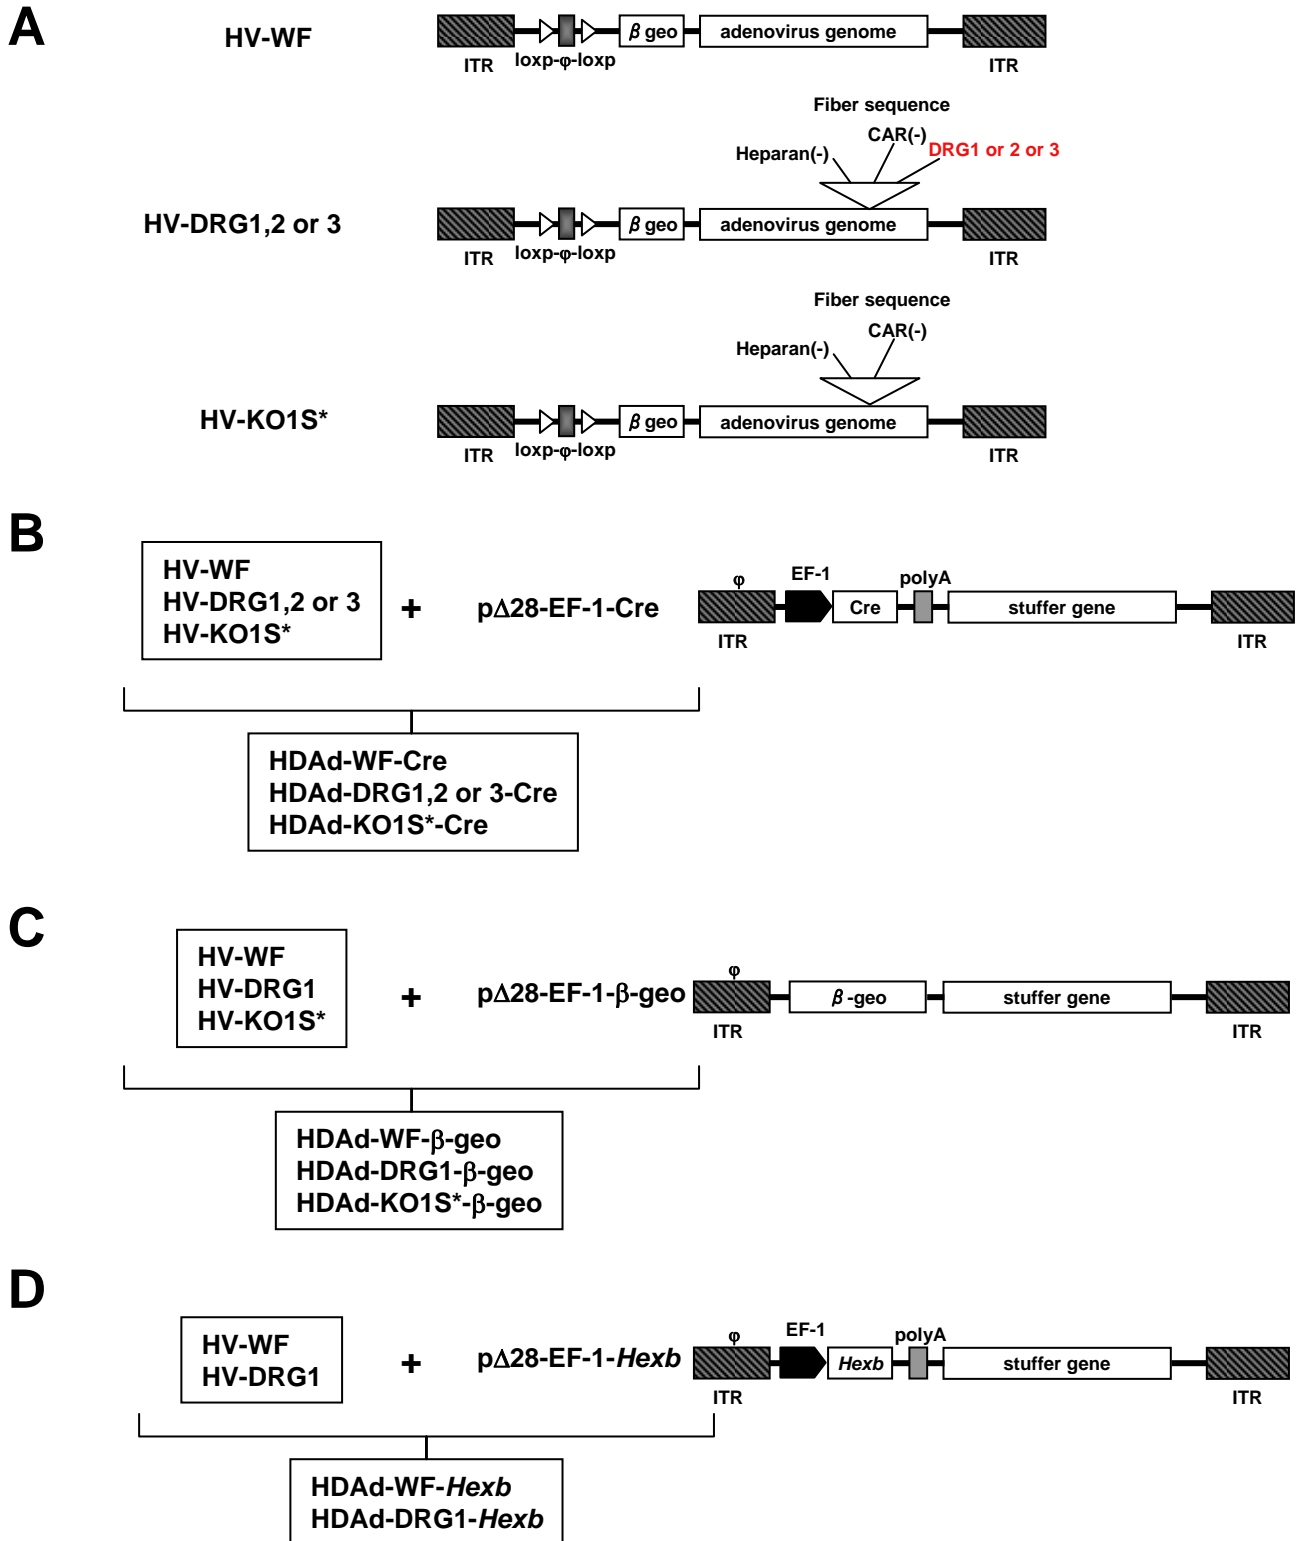 A
HV-WF
β geo
adenovirus genome
ITR
loxp-φ-loxp
ITR
Fiber sequence
CAR(-)
Heparan(-)
DRG1 or 2 or 3
HV-DRG1,2 or 3
β geo
adenovirus genome
ITR
loxp-φ-loxp
ITR
Fiber sequence
CAR(-)
Heparan(-)
HV-KO1S*
β geo
adenovirus genome
ITR
loxp-φ-loxp
ITR
B
HV-WF
HV-DRG1,2 or 3
HV-KO1S*
+
pΔ28-EF-1-Cre
φ
EF-1
polyA
Cre
stuffer gene
ITR
ITR
HDAd-WF-Cre
HDAd-DRG1,2 or 3-Cre
HDAd-KO1S*-Cre
C
HV-WF
HV-DRG1
HV-KO1S*
+
pΔ28-EF-1-β-geo
φ
β-geo
stuffer gene
ITR
ITR
HDAd-WF-β-geo
HDAd-DRG1-β-geo
HDAd-KO1S*-β-geo
D
HV-WF
HV-DRG1
+
pΔ28-EF-1-Hexb
φ
EF-1
polyA
Hexb
stuffer gene
ITR
ITR
HDAd-WF-Hexb
HDAd-DRG1-Hexb